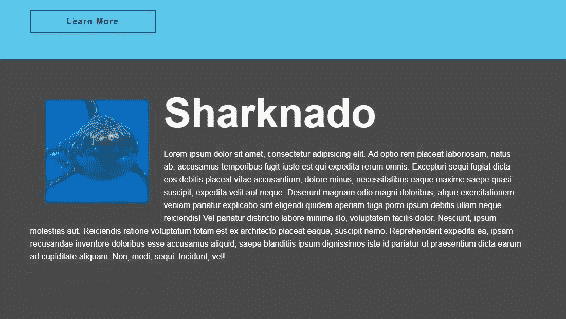 Learn More
Sharknado
Lorem ipsum dolor sit amet, consectetur adipisicing elit. Ad optio rem placeat laboriosam, natus
ab, accusamus temporibus fugit iusto est qui expedita rerum omnis. Excepturi sequi fugiat dicta
eos debitis placeat vitae accusantium, dolore minus, necessitatibus eaque maxime saepe quasi
suscipit, expedita velit aut neque. Deserunt magnam odio magni doloribus, atque exercitationem
veniam pariatur explicabo sint eligendi quidem aperiam fuga porro ipsum debitis ullam neque
reiciendis! Vel pariatur distinctio labore minima illo, voluptatem facilis dolor. Nesciunt, ipsum
molestias aut. Reiciendis ratione voluptatum totam est ex architecto placeat eaque, suscipit nemo. Reprehenderit expedita ea, ipsam
recusandae inventore doloribus esse accusamus aliquid, saepe blanditiis ipsum dignissimos iste id pariatur ut praesentium dicta earum
ad cupiditate aliquam. Non, modi, sequi. Incidunt, vel!